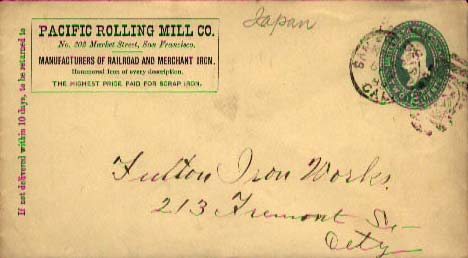 Japan
PACIFIC ROLLING MILL CO.
No. 202 Market Street, San Francisco.
MANUFACTURERS OF RAILROAD AND MERCHANT IRON.
Hammered Iron of every description.
THE HIGHEST PRICE PAID FOR SCRAP IRON.
If not delivered within 10 days, to be returned to
CAL
Fulton Iron Works.
213 Fremont St
City